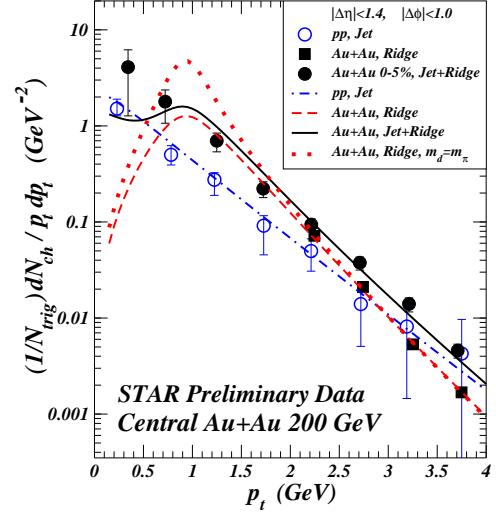 |Δη|<1.4, |Δϕ|<1.0
pp, Jet
Au+Au, Ridge
Au+Au 0-5%, Jet+Ridge
pp, Jet
Au+Au, Ridge
Au+Au, Jet+Ridge
Au+Au, Ridge, m_d=m_π
(1/N_trig) dN_ch / p_t dp_t (GeV^-2)
10
1
0.1
0.01
0.001
STAR Preliminary Data
Central Au+Au 200 GeV
0 0.5 1 1.5 2 2.5 3 3.5 4
p_t (GeV)